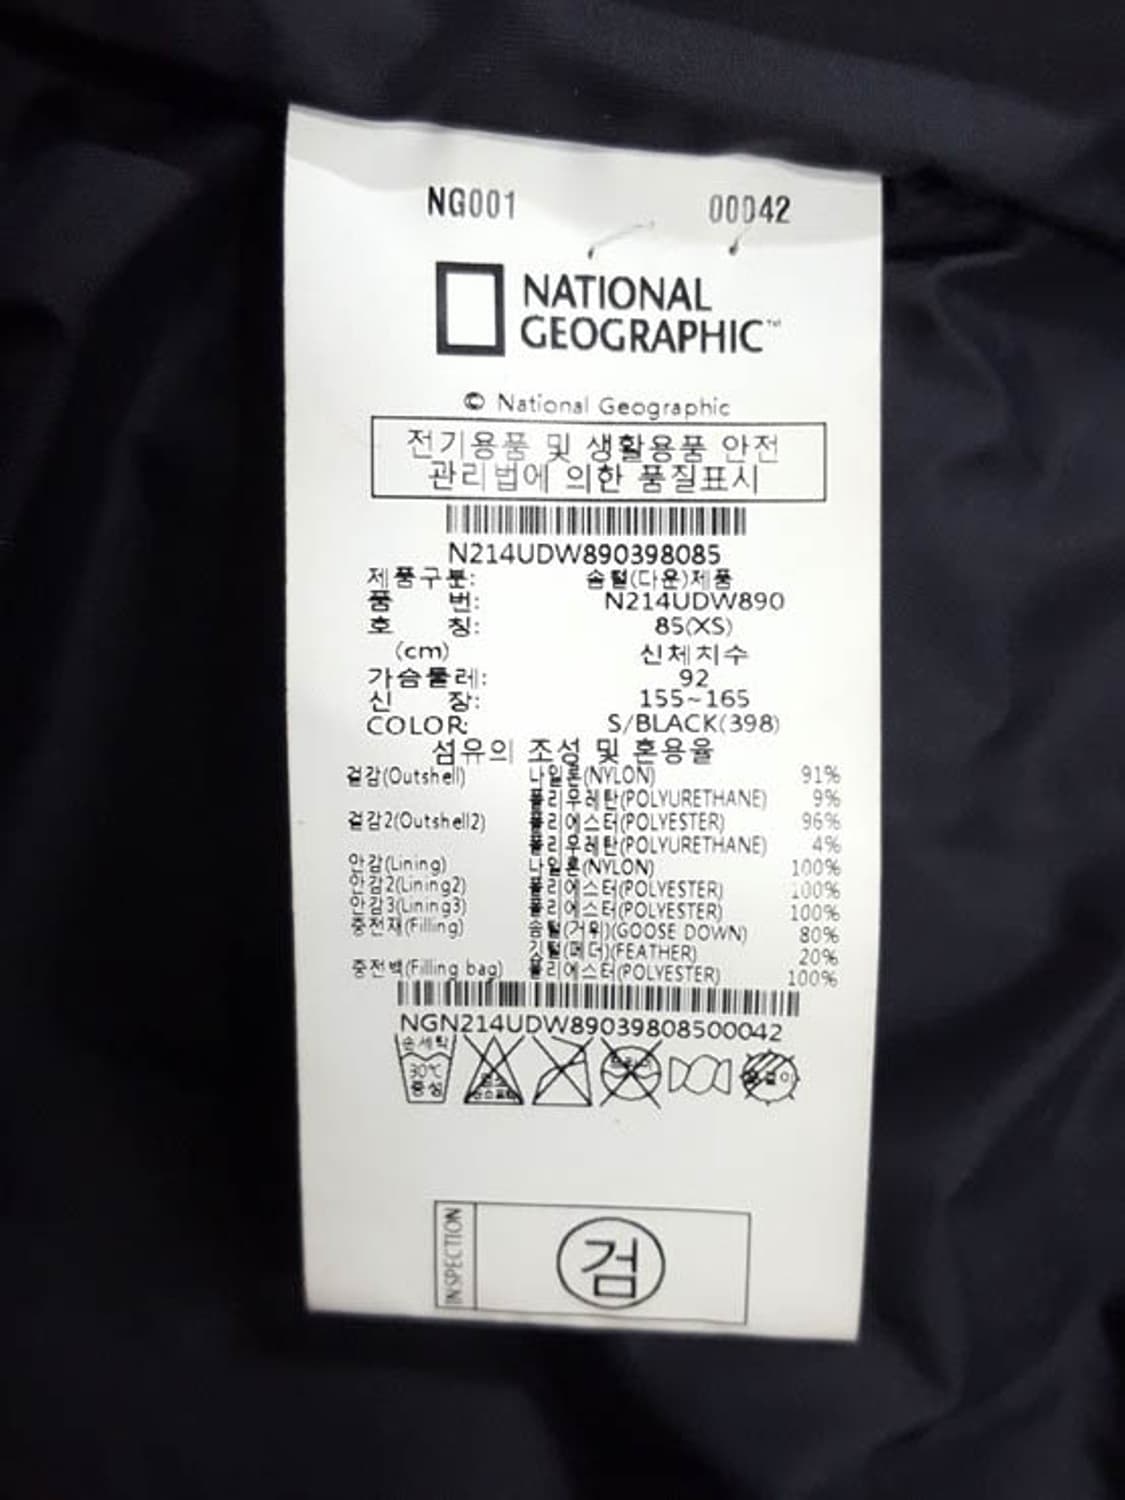 NG001 00042
NATIONAL
GEOGRAPHIC™
© National Geographic
전기용품 및 생활용품 안전
관리법에 의한 품질표시
N214UDW890398085
제품구분: 솜털(다운)제품
품 번: N214UDW890
호 칭: 85(XS)
(cm) 신체치수
가슴둘레: 92
신 장: 155~165
COLOR: S/BLACK(398)
섬유의 조성 및 혼용율
겉감(Outshell) 나일론(NYLON) 91%
폴리우레탄(POLYURETHANE) 9%
겉감2(Outshell2) 폴리에스터(POLYESTER) 96%
폴리우레탄(POLYURETHANE) 4%
안감(Lining) 나일론(NYLON) 100%
안감2(Lining2) 폴리에스터(POLYESTER) 100%
안감3(Lining3) 폴리에스터(POLYESTER) 100%
충전재(Filling) 솜털(거위)(GOOSE DOWN) 80%
깃털(페더)(FEATHER) 20%
충전백(Filling bag) 폴리에스터(POLYESTER) 100%
NGN214UDW89039808500042
손세탁
30℃
중성
INSPECTION
검